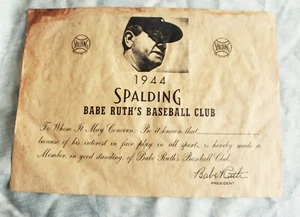 1944
SPALDING
BABE RUTH'S BASEBALL CLUB
To Whom It May Concern: Be it known that
because of his interest in fair play in all sports, is hereby made a
Member, in good standing, of Babe Ruth's Baseball Club.
Babe Ruth
PRESIDENT